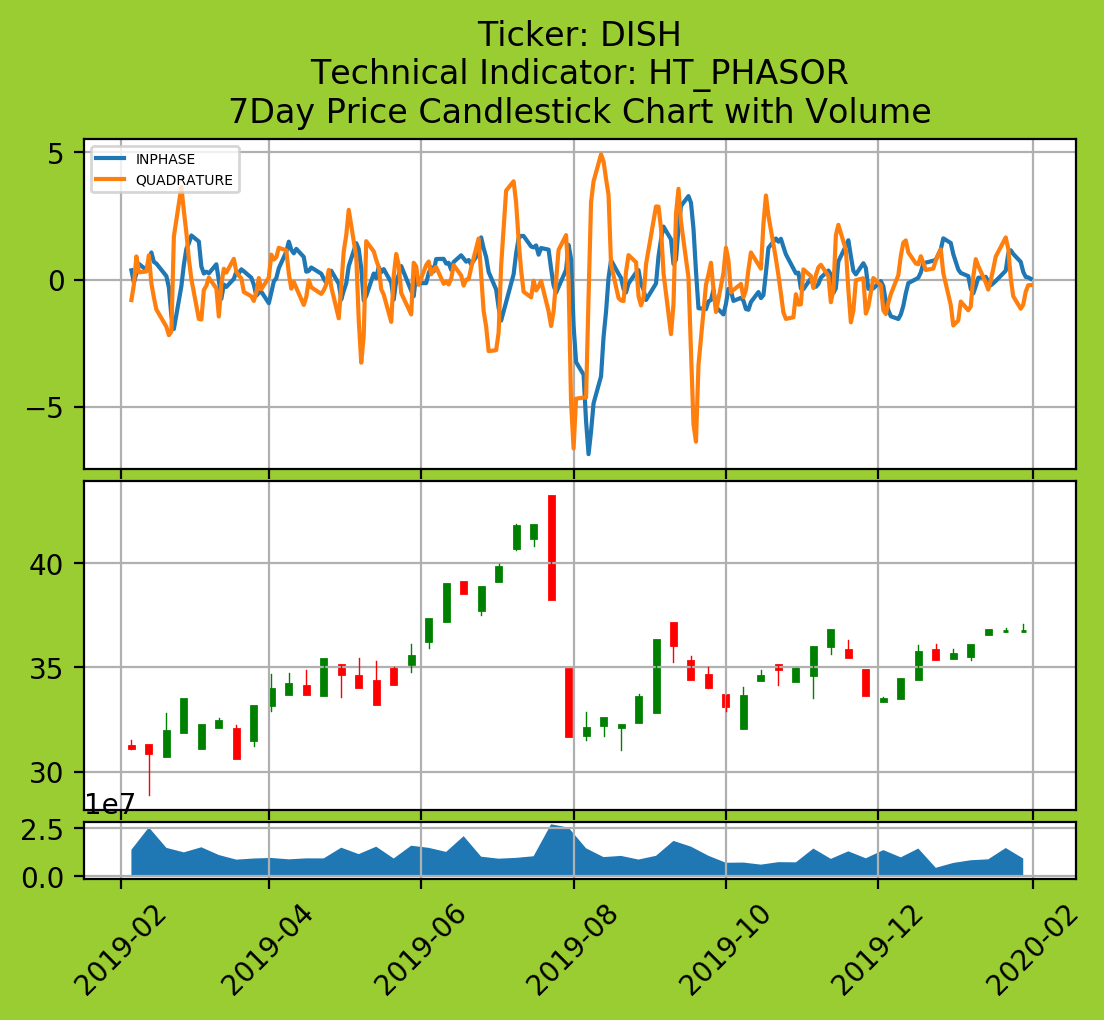 Ticker: DISH
Technical Indicator: HT_PHASOR
7Day Price Candlestick Chart with Volume
INPHASE
QUADRATURE
5
0
−5
40
35
30
1e7
2.5
0.0
2019-02
2019-04
2019-06
2019-08
2019-10
2019-12
2020-02